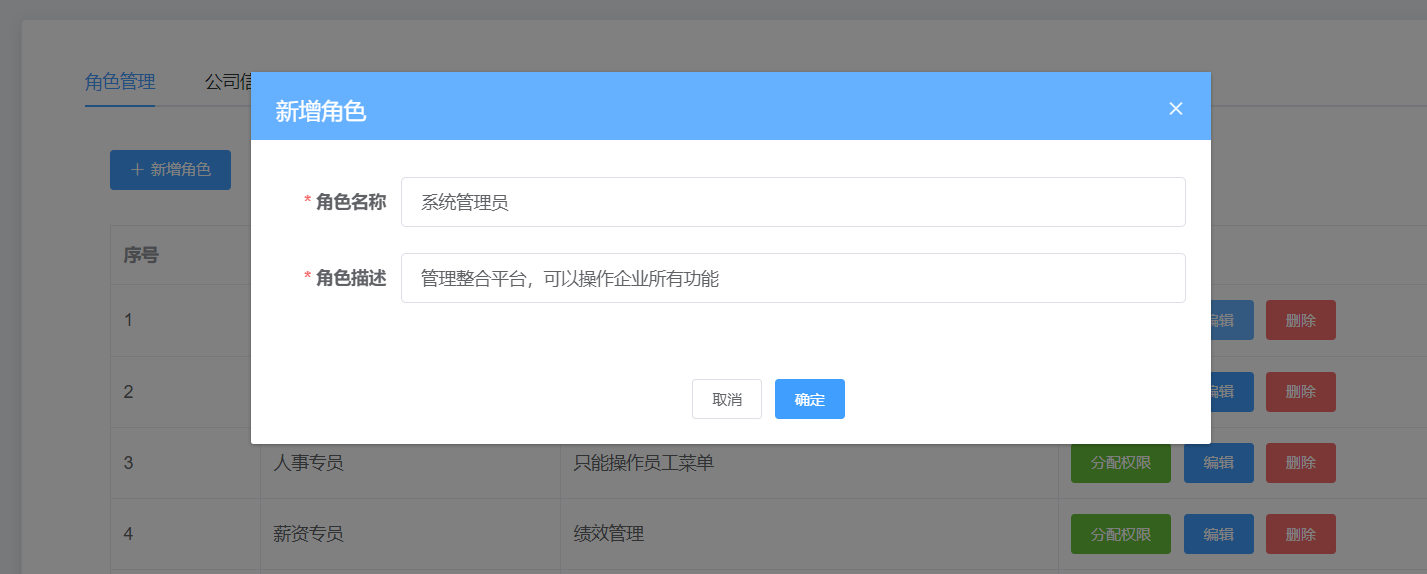 角色管理 公司信
新增角色
+ 新增角色
* 角色名称 系统管理员
序号
* 角色描述 管理整合平台，可以操作企业所有功能
1 编辑 删除
2 编辑 删除
取消 确定
3 人事专员 只能操作员工菜单 分配权限 编辑 删除
4 薪资专员 绩效管理 分配权限 编辑 删除